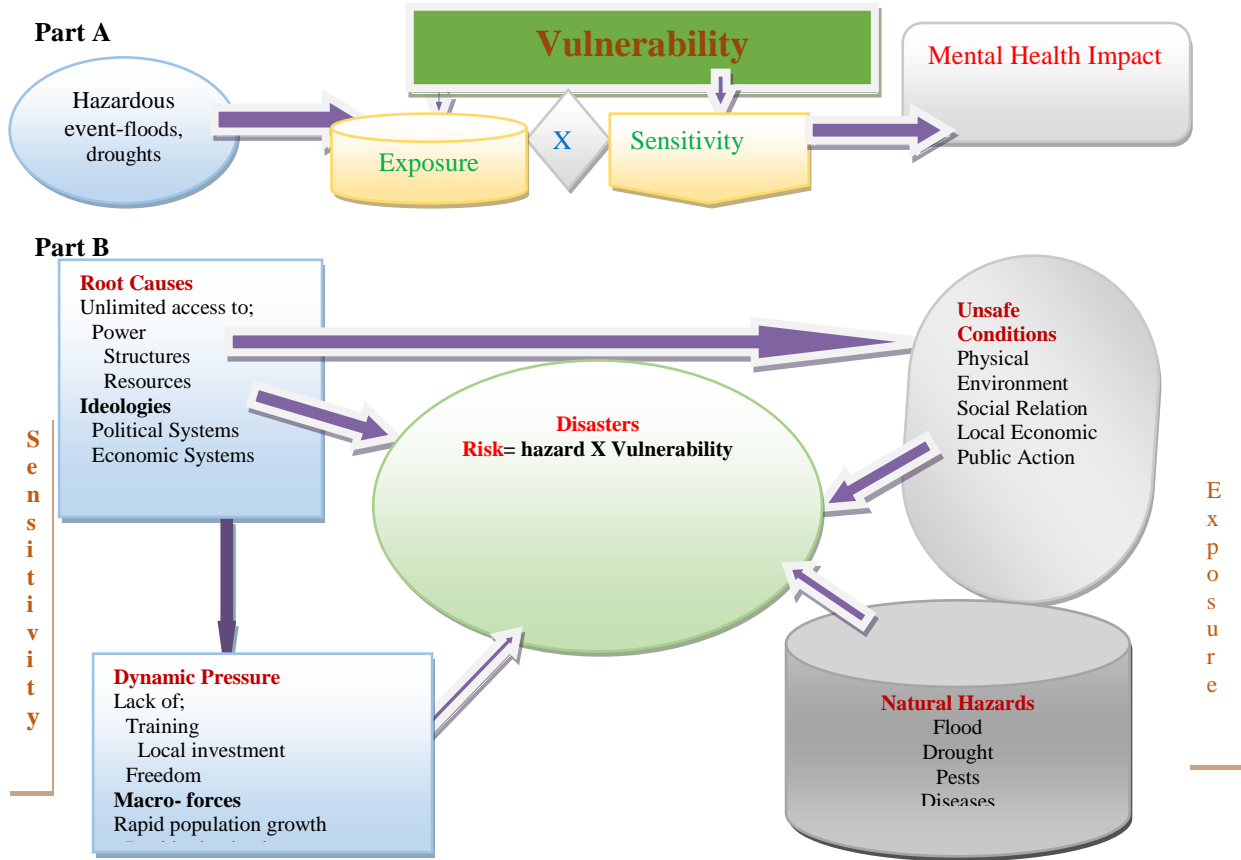 Part A
Vulnerability
Mental Health Impact
Hazardous
event-floods,
droughts
Exposure
X
Sensitivity
Part B
Root Causes
Unlimited access to;
Power
Structures
Resources
Ideologies
Political Systems
Economic Systems
Unsafe
Conditions
Physical
Environment
Social Relation
Local Economic
Public Action
Disasters
Risk= hazard X Vulnerability
Sensitivity
Exposure
Dynamic Pressure
Lack of;
Training
Local investment
Freedom
Macro- forces
Rapid population growth
Natural Hazards
Flood
Drought
Pests
Diseases